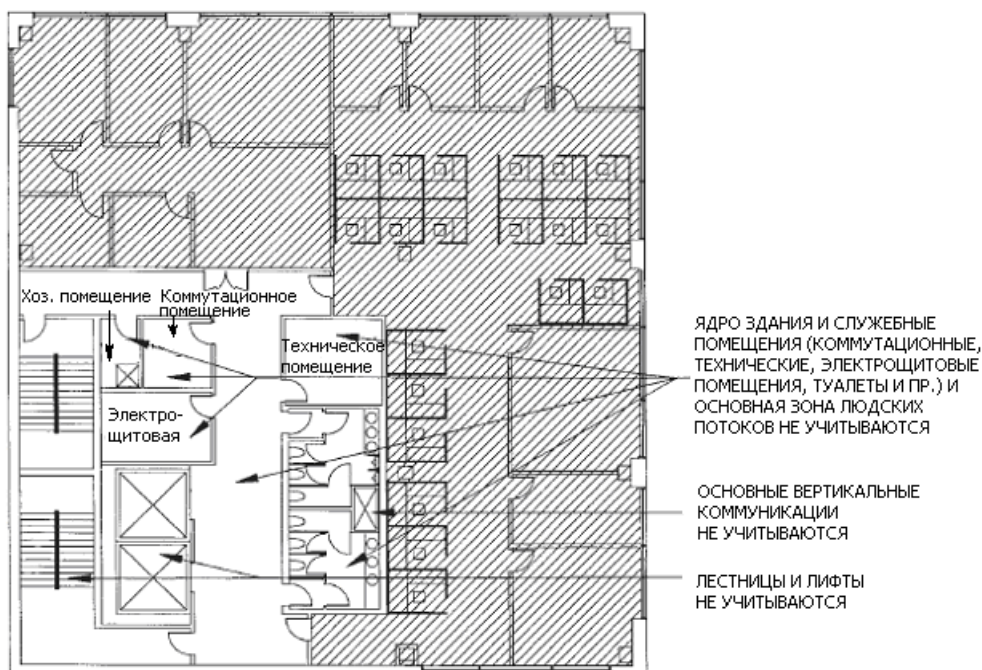 Хоз. помещение
Коммутационное
помещение
Техническое
помещение
Электро-
щитовая
ЯДРО ЗДАНИЯ И СЛУЖЕБНЫЕ
ПОМЕЩЕНИЯ (КОММУТАЦИОННЫЕ,
ТЕХНИЧЕСКИЕ, ЭЛЕКТРОЩИТОВЫЕ
ПОМЕЩЕНИЯ, ТУАЛЕТЫ И ПР.) И
ОСНОВНАЯ ЗОНА ЛЮДСКИХ
ПОТОКОВ НЕ УЧИТЫВАЮТСЯ
ОСНОВНЫЕ ВЕРТИКАЛЬНЫЕ
КОММУНИКАЦИИ
НЕ УЧИТЫВАЮТСЯ
ЛЕСТНИЦЫ И ЛИФТЫ
НЕ УЧИТЫВАЮТСЯ